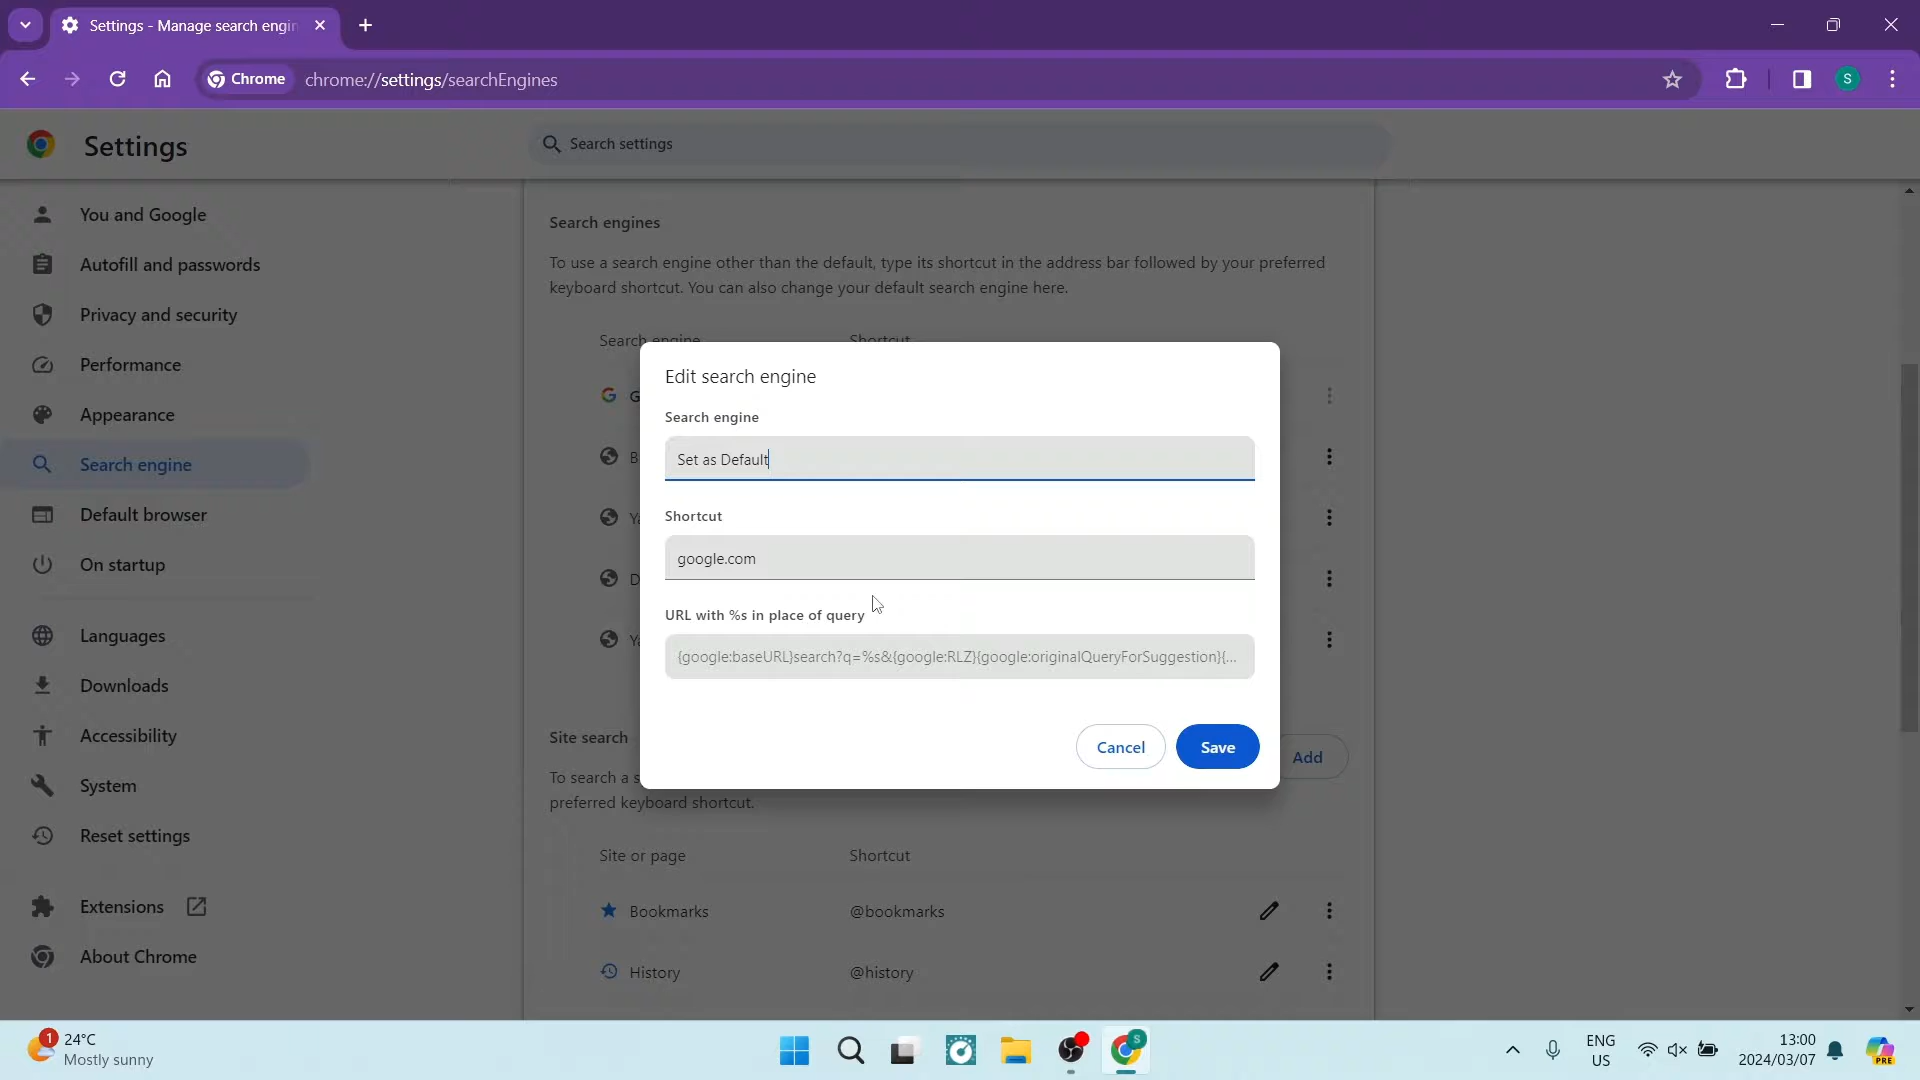 Settings - Manage search engin
Chrome
chrome://settings/searchEngines
S
Settings
Search settings
You and Google
Autofill and passwords
Privacy and security
Performance
Appearance
Search engine
Default browser
On startup
Languages
Downloads
Accessibility
System
Reset settings
Extensions
About Chrome
Search engines
To use a search engine other than the default, type its shortcut in the address bar followed by your preferred
keyboard shortcut. You can also change your default search engine here.
Search engine Shortcut
G
B
Ya
D
Ya
Edit search engine
Search engine
Set as Default
Shortcut
google.com
URL with %s in place of query
{google:baseURL}search?q=%s&{google:RLZ}{google:originalQueryForSuggestion}{...
Cancel
Save
Site search
Add
To search a s
preferred keyboard shortcut.
Site or page Shortcut
Bookmarks @bookmarks
History @history
1
24°C
Mostly sunny
S
ENG
US
13:00
2024/03/07
PRE